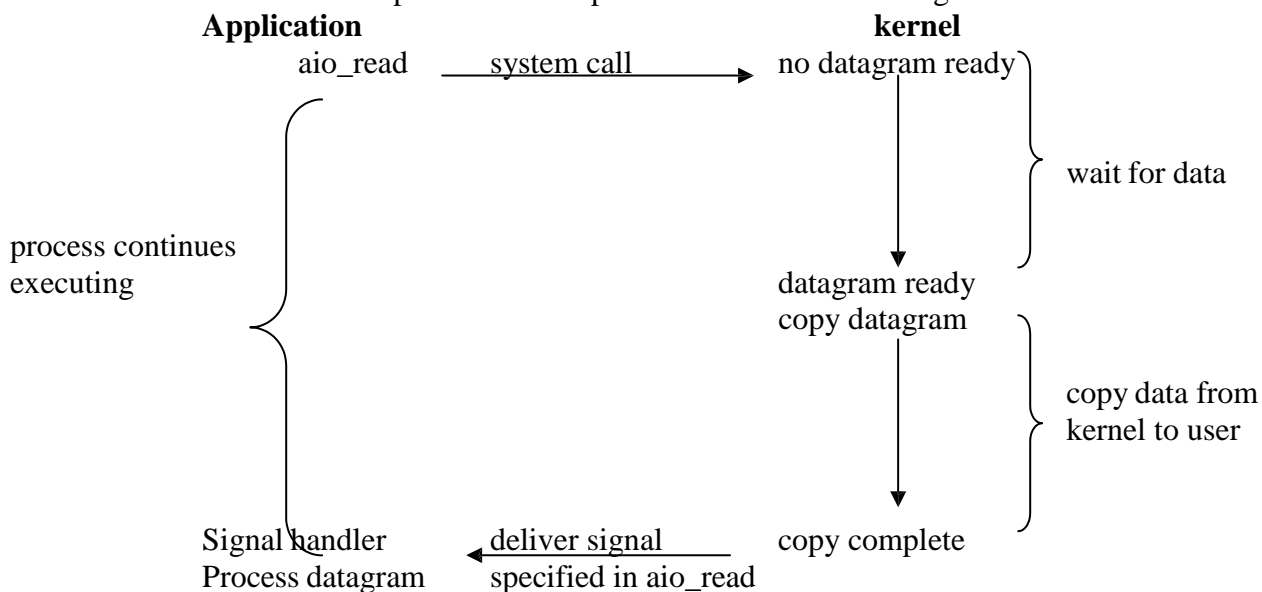 Application kernel
aio_read system call no datagram ready
wait for data
process continues
executing
datagram ready
copy datagram
copy data from
kernel to user
Signal handler deliver signal copy complete
Process datagram specified in aio_read